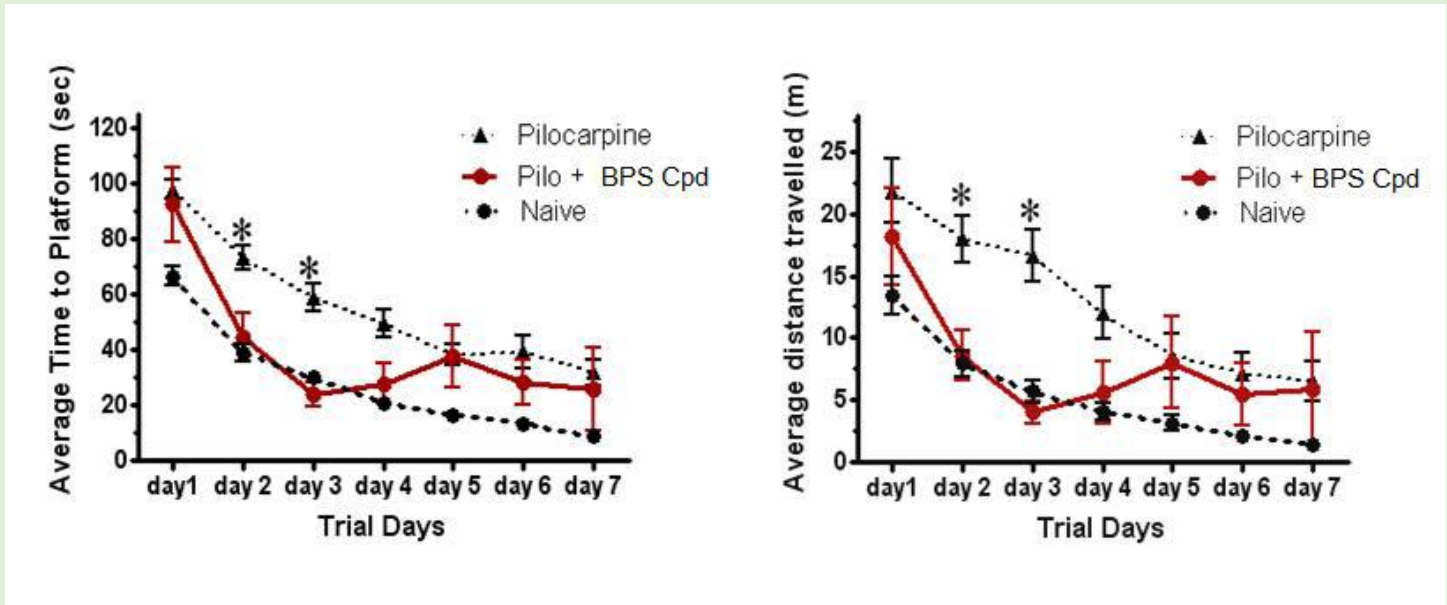 Average Time to Platform (sec)
120
100
80
60
40
20
0
Pilocarpine
Pilo + BPS Cpd
Naive
*
*
day1 day 2 day 3 day 4 day 5 day 6 day 7
Trial Days
Average distance travelled (m)
25
20
15
10
5
0
Pilocarpine
Pilo + BPS Cpd
Naive
*
*
day1 day 2 day 3 day 4 day 5 day 6 day 7
Trial Days